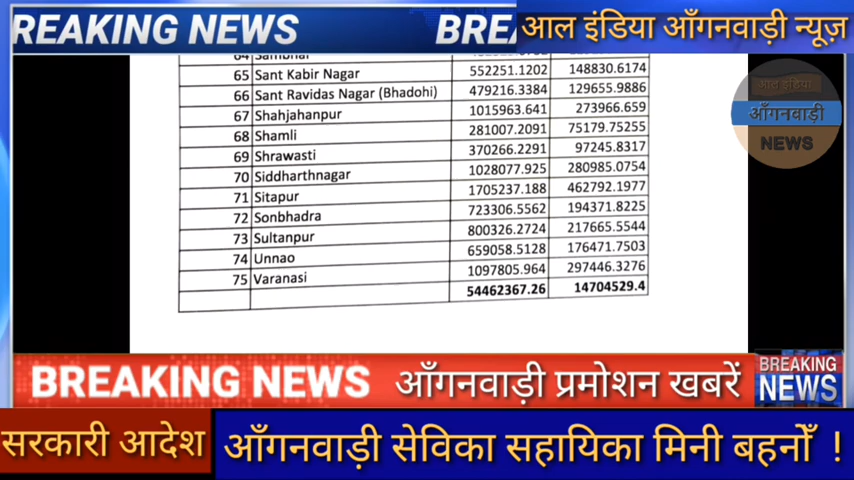 REAKING NEWS
BRE
आल इंडिया आँगनवाड़ी न्यूज़
आल इंडिया
आँगनवाड़ी
NEWS
65 Sant Kabir Nagar 552251.1202 148830.6174
66 Sant Ravidas Nagar (Bhadohi) 479216.3384 129655.9886
67 Shahjahanpur 1015963.641 273966.659
68 Shamli 281007.2091 75179.75255
69 Shrawasti 370266.2291 97245.8317
70 Siddharthnagar 1028077.925 280985.0754
71 Sitapur 1705237.188 462792.1977
72 Sonbhadra 723306.5562 194371.8225
73 Sultanpur 800326.2724 217665.5544
74 Unnao 659058.5128 176471.7503
75 Varanasi 1097805.964 297446.3276
54462367.26 14704529.4
BREAKING NEWS आँगनवाड़ी प्रमोशन खबरें
BREAKING
NEWS
सरकारी आदेश
आँगनवाड़ी सेविका सहायिका मिनी बहनोँ !